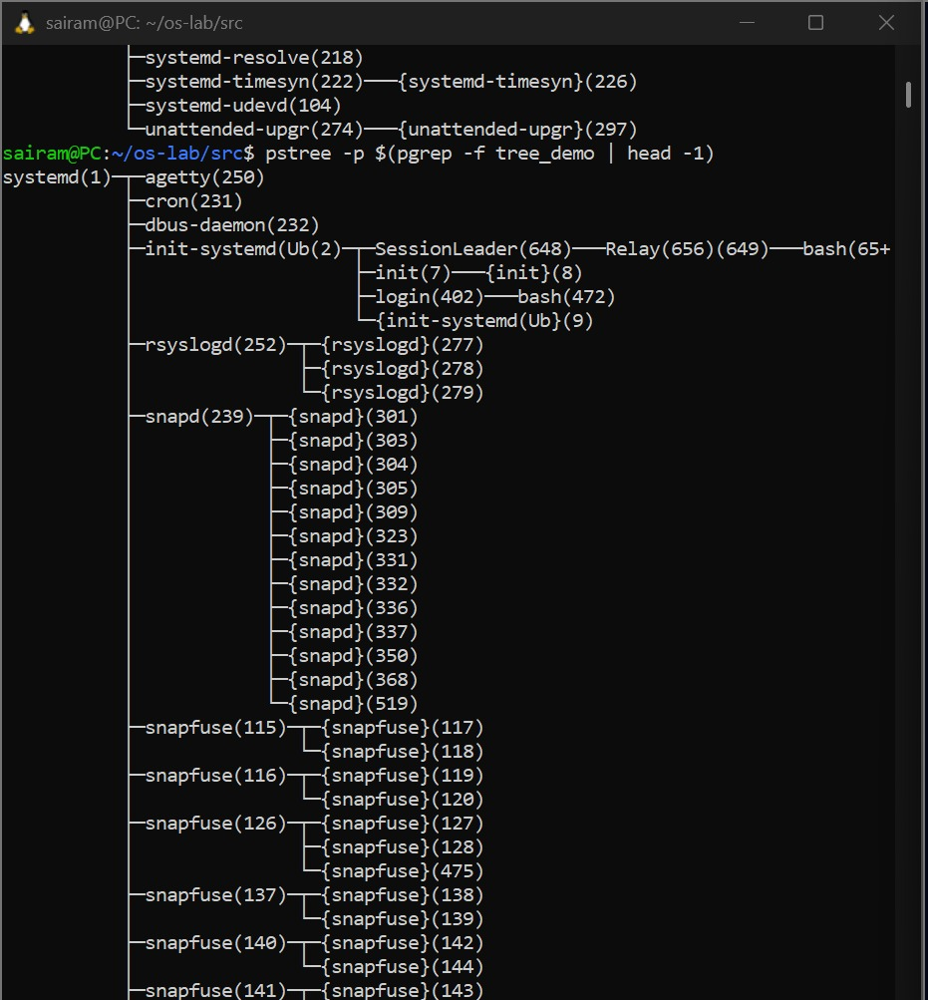 sairam@PC: ~/os-lab/src
├─systemd-resolve(218)
├─systemd-timesyn(222)───{systemd-timesyn}(226)
├─systemd-udevd(104)
└─unattended-upgr(274)───{unattended-upgr}(297)
sairam@PC:~/os-lab/src$ pstree -p $(pgrep -f tree_demo | head -1)
systemd(1)─┬─agetty(250)
├─cron(231)
├─dbus-daemon(232)
├─init-systemd(Ub(2)─┬─SessionLeader(648)───Relay(656)(649)───bash(65+
│ ├─init(7)───{init}(8)
│ ├─login(402)───bash(472)
│ └─{init-systemd(Ub}(9)
├─rsyslogd(252)─┬─{rsyslogd}(277)
│ ├─{rsyslogd}(278)
│ └─{rsyslogd}(279)
├─snapd(239)─┬─{snapd}(301)
│ ├─{snapd}(303)
│ ├─{snapd}(304)
│ ├─{snapd}(305)
│ ├─{snapd}(309)
│ ├─{snapd}(323)
│ ├─{snapd}(331)
│ ├─{snapd}(332)
│ ├─{snapd}(336)
│ ├─{snapd}(337)
│ ├─{snapd}(350)
│ ├─{snapd}(368)
│ └─{snapd}(519)
├─snapfuse(115)─┬─{snapfuse}(117)
│ └─{snapfuse}(118)
├─snapfuse(116)─┬─{snapfuse}(119)
│ └─{snapfuse}(120)
├─snapfuse(126)─┬─{snapfuse}(127)
│ ├─{snapfuse}(128)
│ └─{snapfuse}(475)
├─snapfuse(137)─┬─{snapfuse}(138)
│ └─{snapfuse}(139)
├─snapfuse(140)─┬─{snapfuse}(142)
│ └─{snapfuse}(144)
├─snapfuse(141)─┬─{snapfuse}(143)